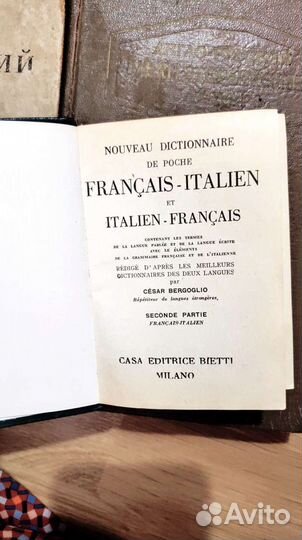 ИЙ
NOUVEAU DICTIONNAIRE
DE POCHE
FRANÇAIS-ITALIEN
ET
ITALIEN-FRANÇAIS
CONTENANT LES TERMES
DE LA LANGUE PARLÉE ET DE LA LANGUE ÉCRITE
AVEC LE ÉLÉMENTS
DE LA GRAMMAIRE FRANÇAISE ET DE L'ITALIENNE
RÉDIGÉ D'APRÈS LES MEILLEURS
DICTIONNAIRES DES DEUX LANGUES
par
CÉSAR BERGOGLIO
Répétiteur de langues étrangères,
SECONDE PARTIE
FRANÇAIS-ITALIEN
CASA EDITRICE BIETTI
MILANO
Avito